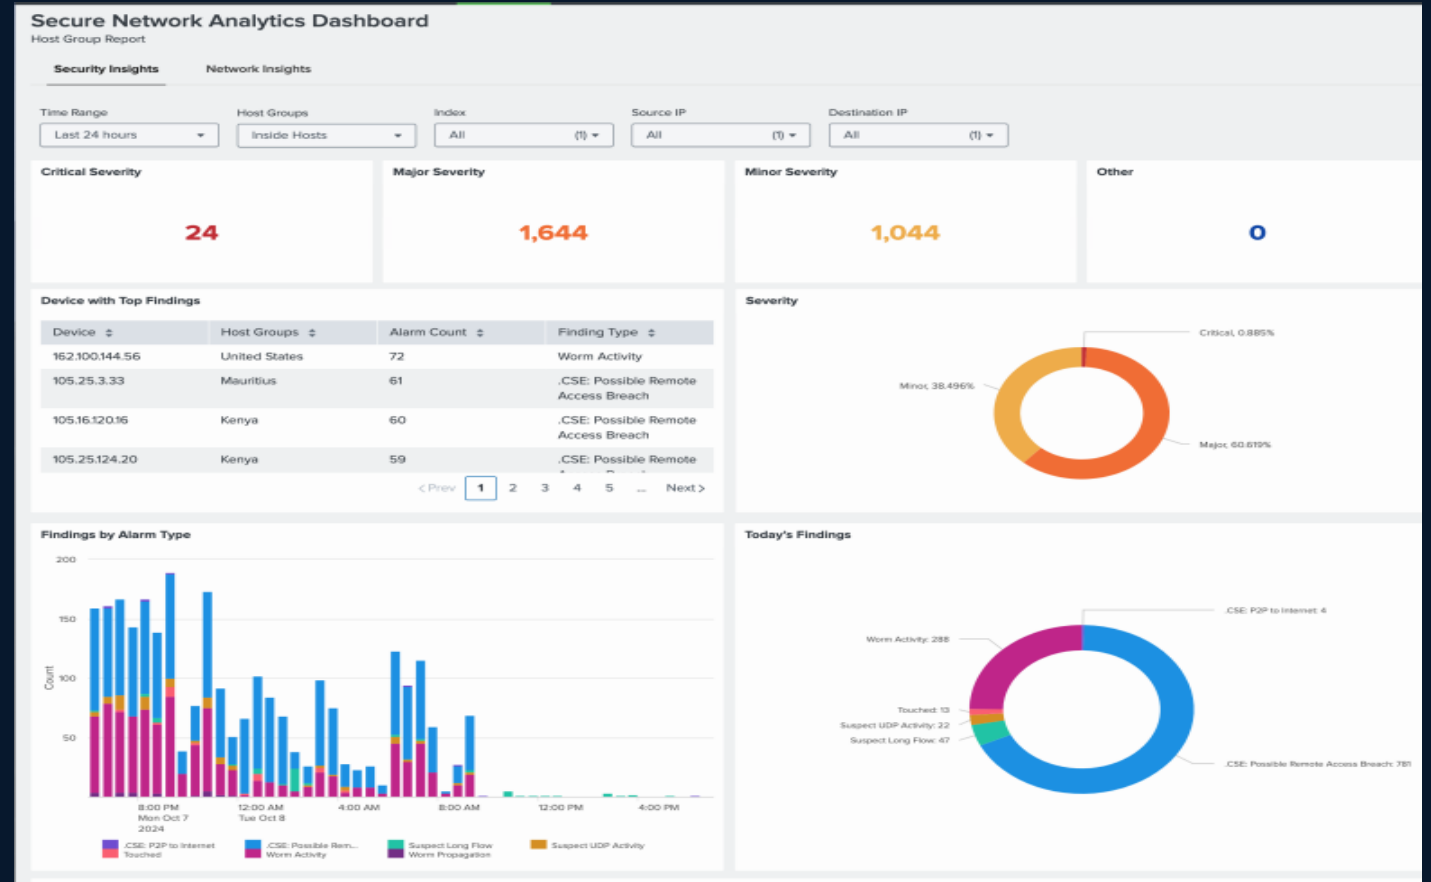 Secure Network Analytics Dashboard
Host Group Report
Security Insights Network Insights
Time Range Host Groups Index Source IP Destination IP
Last 24 hours Inside Hosts All (1) All (1) All (1)
Critical Severity Major Severity Minor Severity Other
24 1,644 1,044 0
Device with Top Findings
Device Host Groups Alarm Count Finding Type
162.100.144.56 United States 72 Worm Activity
105.25.3.33 Mauritius 61 .CSE: Possible Remote
Access Breach
105.16.120.16 Kenya 60 .CSE: Possible Remote
Access Breach
105.25.124.20 Kenya 59 .CSE: Possible Remote
< Prev 1 2 3 4 5 ... Next >
Severity
Critical, 0.885%
Minor, 38.496%
Major, 60.619%
Findings by Alarm Type
200
150
100
50
Count
8:00 PM 12:00 AM 4:00 AM 8:00 AM 12:00 PM 4:00 PM
Mon Oct 7 Tue Oct 8
2024
.CSE: P2P to Internet .CSE: Possible Rem... Suspect Long Flow Suspect UDP Activity
Touched Worm Activity Worm Propagation
Today's Findings
.CSE: P2P to Internet: 4
Worm Activity: 288
Touched: 13
Suspect UDP Activity: 22
Suspect Long Flow: 47
.CSE: Possible Remote Access Breach: 781